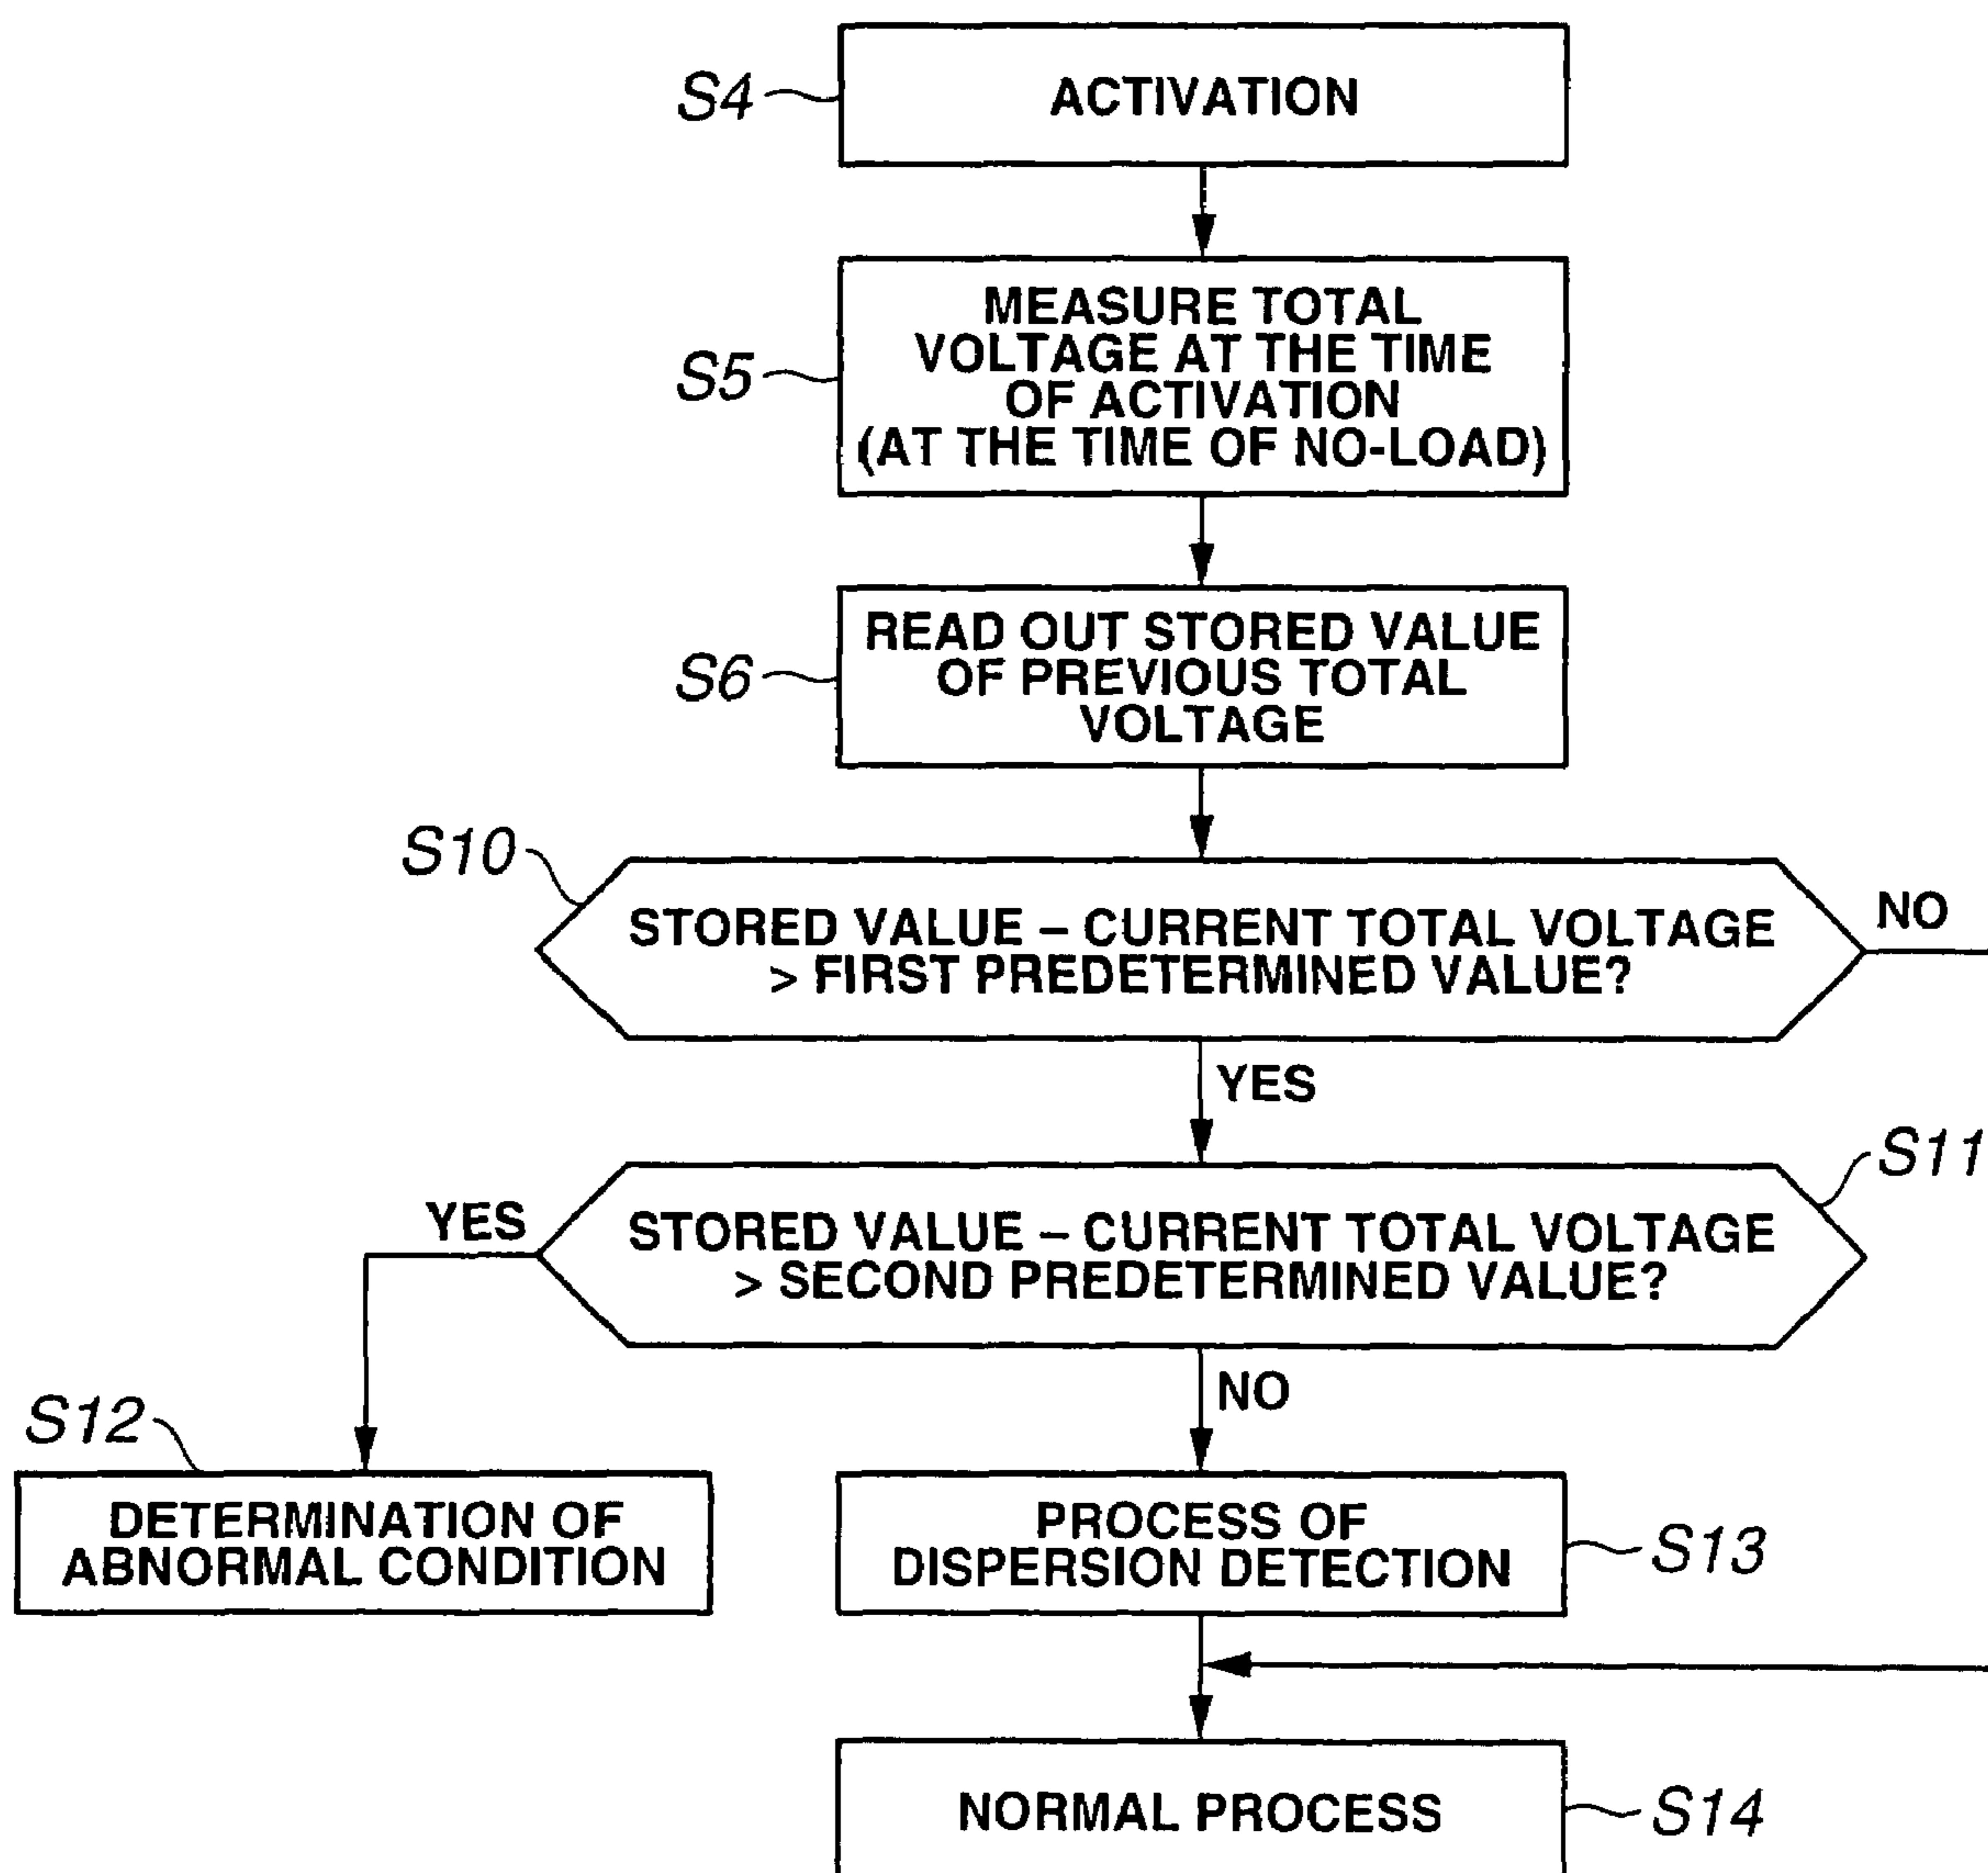 S4
ACTIVATION
S5
MEASURE TOTAL
VOLTAGE AT THE TIME
OF ACTIVATION
(AT THE TIME OF NO-LOAD)
S6
READ OUT STORED VALUE
OF PREVIOUS TOTAL
VOLTAGE
S10
STORED VALUE – CURRENT TOTAL VOLTAGE
> FIRST PREDETERMINED VALUE?
NO
YES
S11
STORED VALUE – CURRENT TOTAL VOLTAGE
> SECOND PREDETERMINED VALUE?
YES
NO
S12
DETERMINATION OF
ABNORMAL CONDITION
PROCESS OF
DISPERSION DETECTION
S13
NORMAL PROCESS
S14